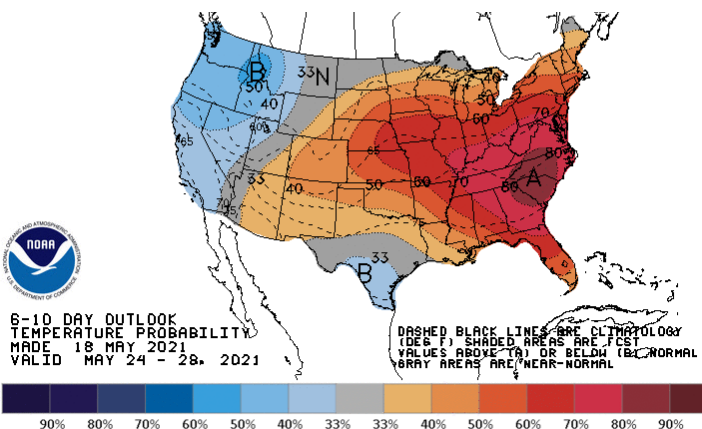 B
33
N
50
40
60
65
40
50
60
70
80
65
33
40
50
60
70
80
A
70
75
75
33
B
NATIONAL OCEANIC AND ATMOSPHERIC ADMINISTRATION
NOAA
U.S. DEPARTMENT OF COMMERCE
6-10 DAY OUTLOOK
TEMPERATURE PROBABILITY
MADE 18 MAY 2021
VALID MAY 24 - 28, 2021
DASHED BLACK LINES ARE CLIMATOLOGY
(DEG F) SHADED AREAS ARE FCST
VALUES ABOVE (A) OR BELOW (B) NORMAL
GRAY AREAS ARE NEAR-NORMAL
90% 80% 70% 60% 50% 40% 33% 33% 40% 50% 60% 70% 80% 90%